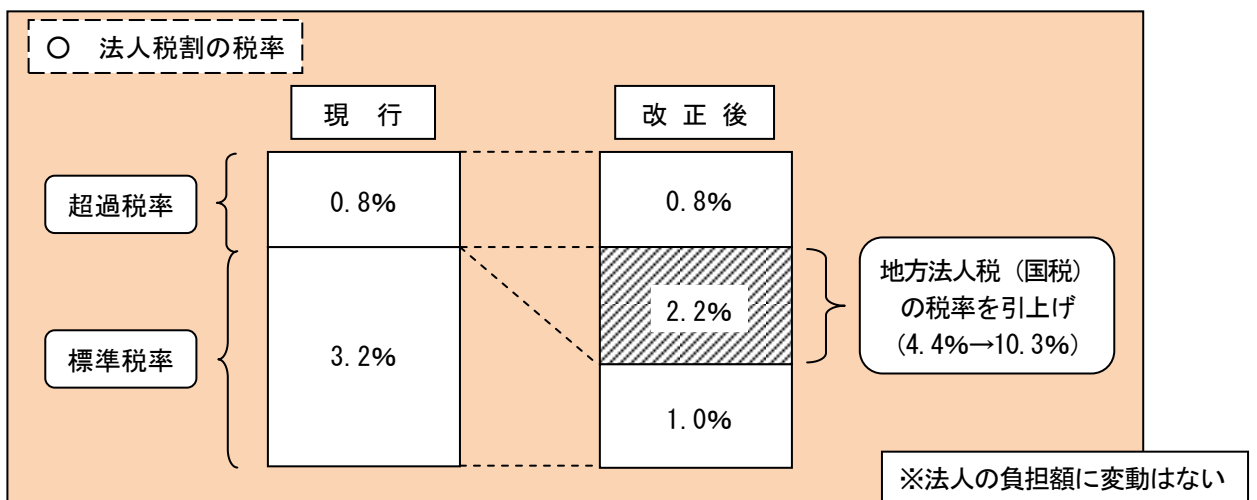 ○ 法人税割の税率
現 行
改 正 後
超過税率
0.8%
0.8%
標準税率
3.2%
2.2%
1.0%
地方法人税（国税）
の税率を引上げ
(4.4%→10.3%)
※法人の負担額に変動はない